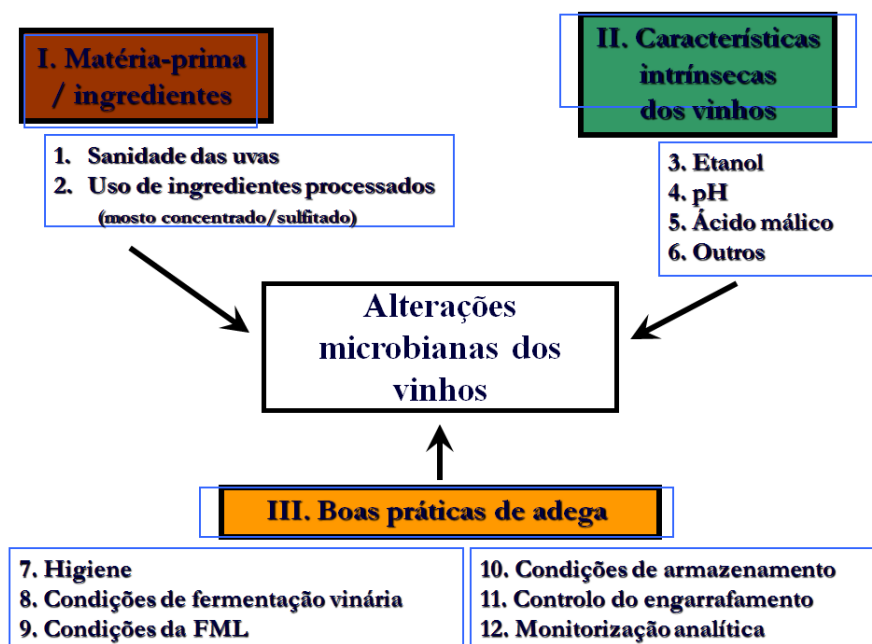 I. Matéria-prima
/ ingredientes
1. Sanidade das uvas
2. Uso de ingredientes processados
(mosto concentrado/sulfitado)
II. Características
intrínsecas
dos vinhos
3. Etanol
4. pH
5. Ácido málico
6. Outros
Alterações
microbianas dos
vinhos
III. Boas práticas de adega
7. Higiene
8. Condições de fermentação vinária
9. Condições da FML
10. Condições de armazenamento
11. Controlo do engarrafamento
12. Monitorização analítica